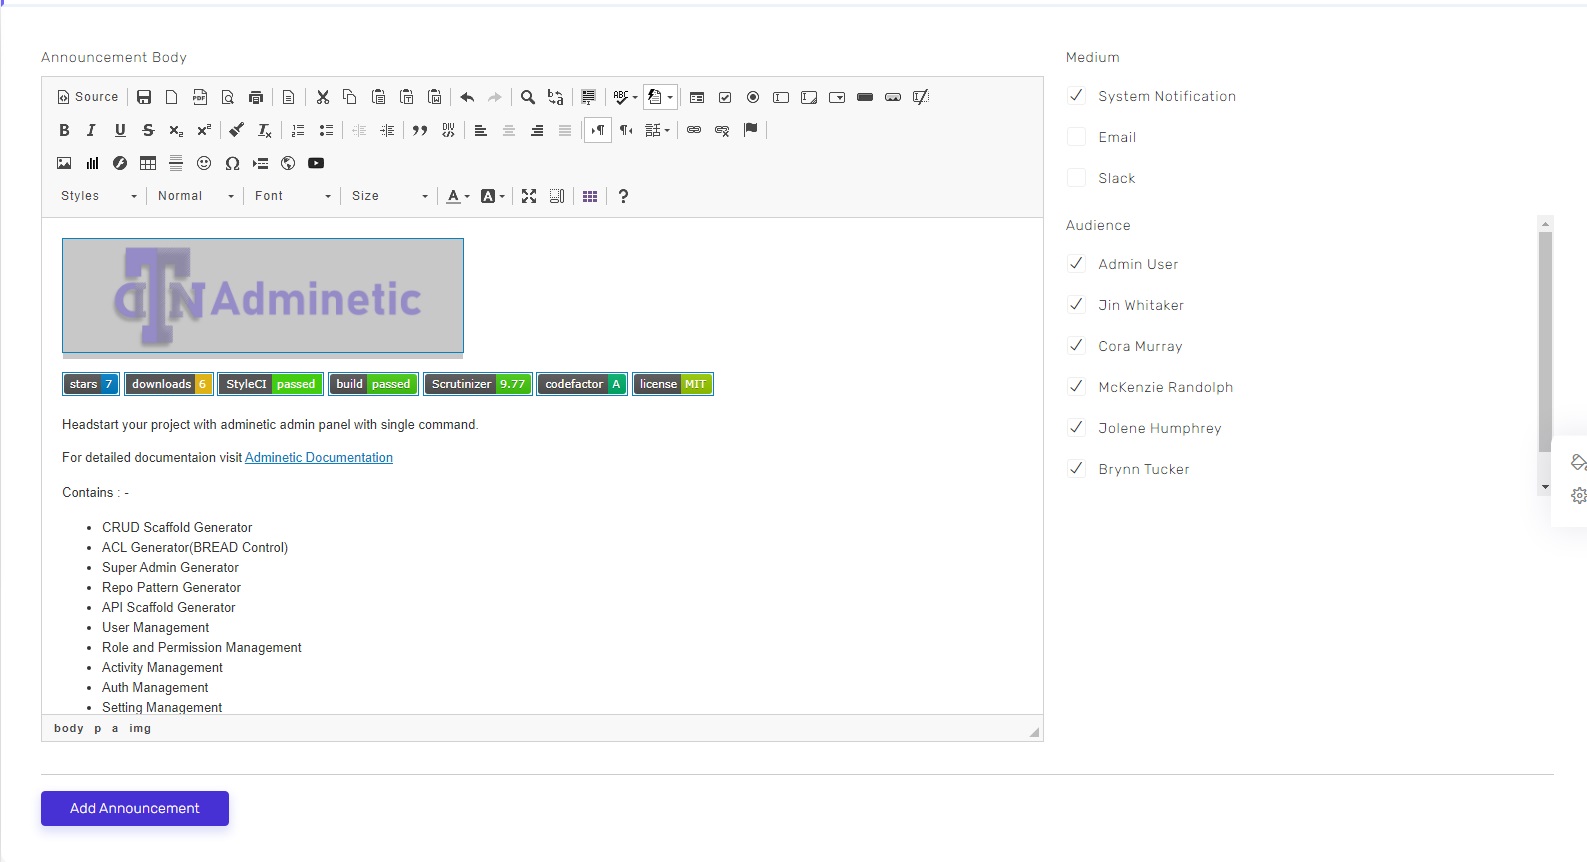 Announcement Body
Source
Styles Normal Font Size
CTN Adminetic
stars 7 downloads 6 StyleCI passed build passed Scrutinizer 9.77 codefactor A license MIT
Headstart your project with adminetic admin panel with single command.
For detailed documentaion visit Adminetic Documentation
Contains : -
CRUD Scaffold Generator
ACL Generator(BREAD Control)
Super Admin Generator
Repo Pattern Generator
API Scaffold Generator
User Management
Role and Permission Management
Activity Management
Auth Management
Setting Management
body p a img
Add Announcement
Medium
System Notification
Email
Slack
Audience
Admin User
Jin Whitaker
Cora Murray
McKenzie Randolph
Jolene Humphrey
Brynn Tucker